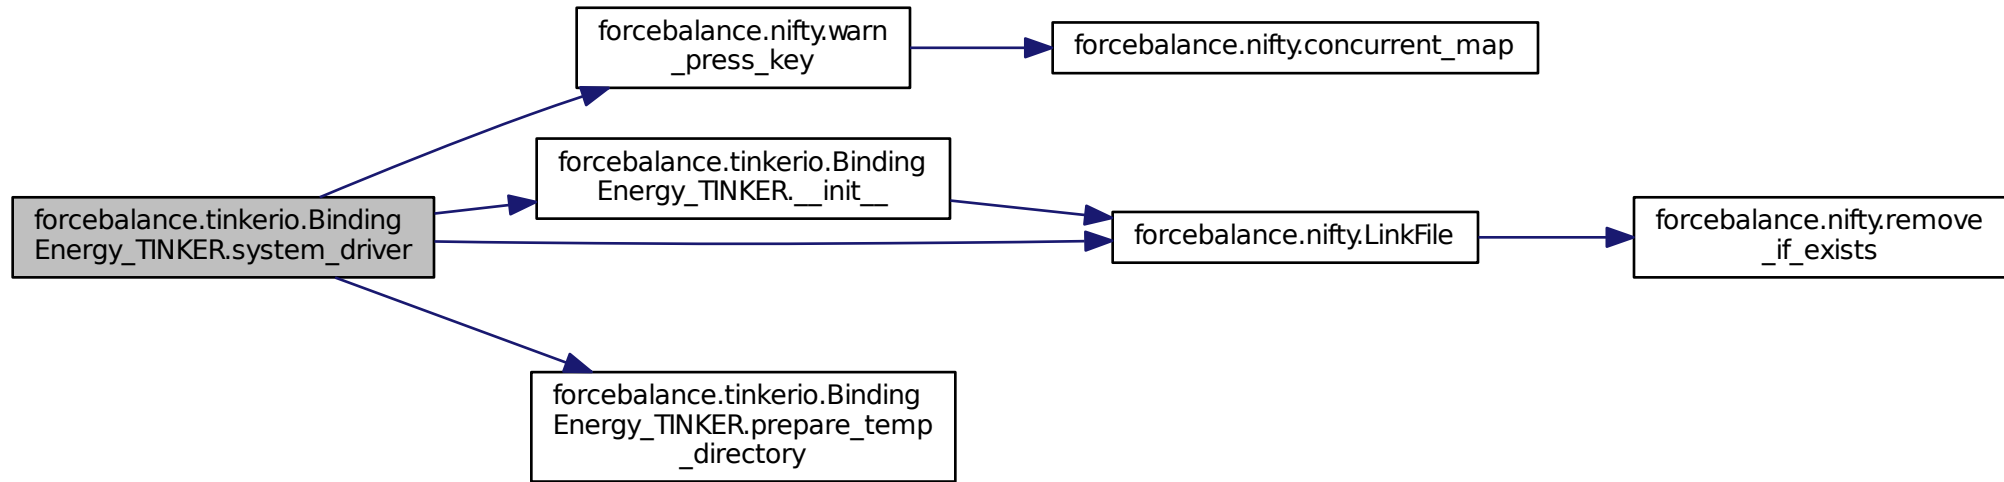 forcebalance.nifty.warn
_press_key
forcebalance.nifty.concurrent_map
forcebalance.tinkerio.Binding
Energy_TINKER.__init__
forcebalance.tinkerio.Binding
Energy_TINKER.system_driver
forcebalance.nifty.LinkFile
forcebalance.nifty.remove
_if_exists
forcebalance.tinkerio.Binding
Energy_TINKER.prepare_temp
_directory